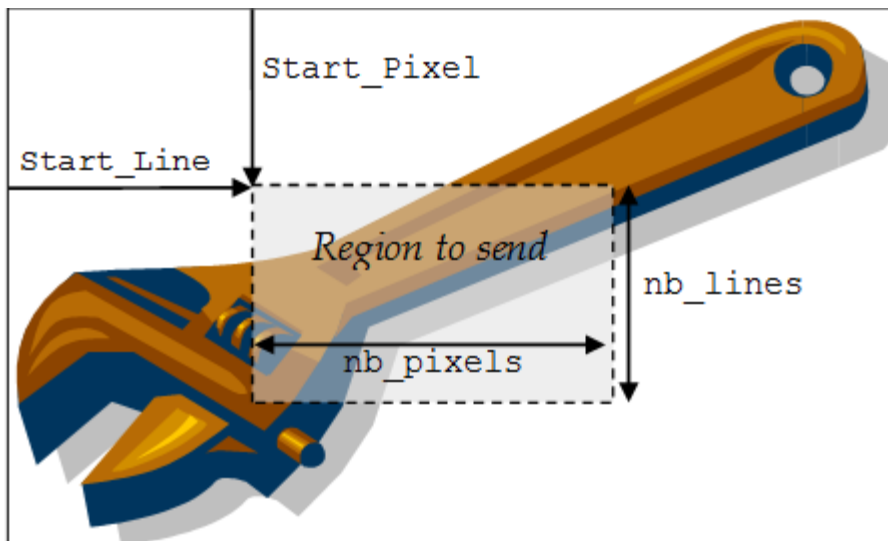 Start_Pixel
Start_Line
Region to send
nb_lines
nb_pixels